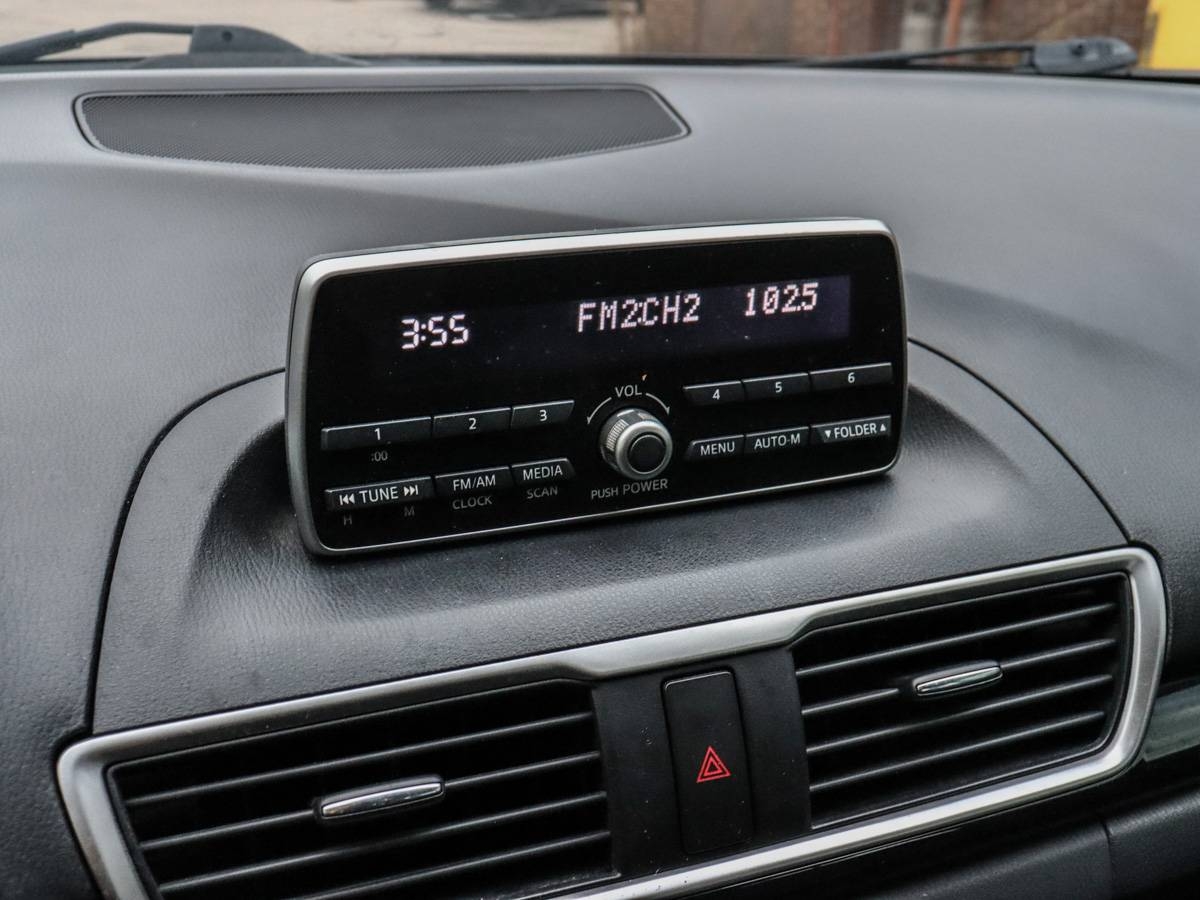 3:55 FM2CH2 102.5
VOL
1 2 3 4 5 6
:00
⏮ TUNE ⏭ FM/AM MEDIA MENU AUTO-M ▼ FOLDER ▲
H M CLOCK SCAN PUSH POWER